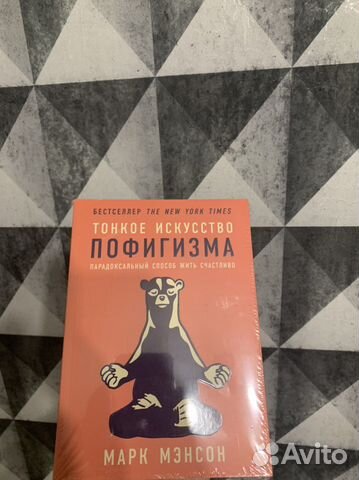 БЕСТСЕЛЛЕР THE NEW YORK TIMES
ТОНКОЕ ИСКУССТВО
ПОФИГИЗМА
ПАРАДОКСАЛЬНЫЙ СПОСОБ ЖИТЬ СЧАСТЛИВО
МАРК МЭНСОН
Avito